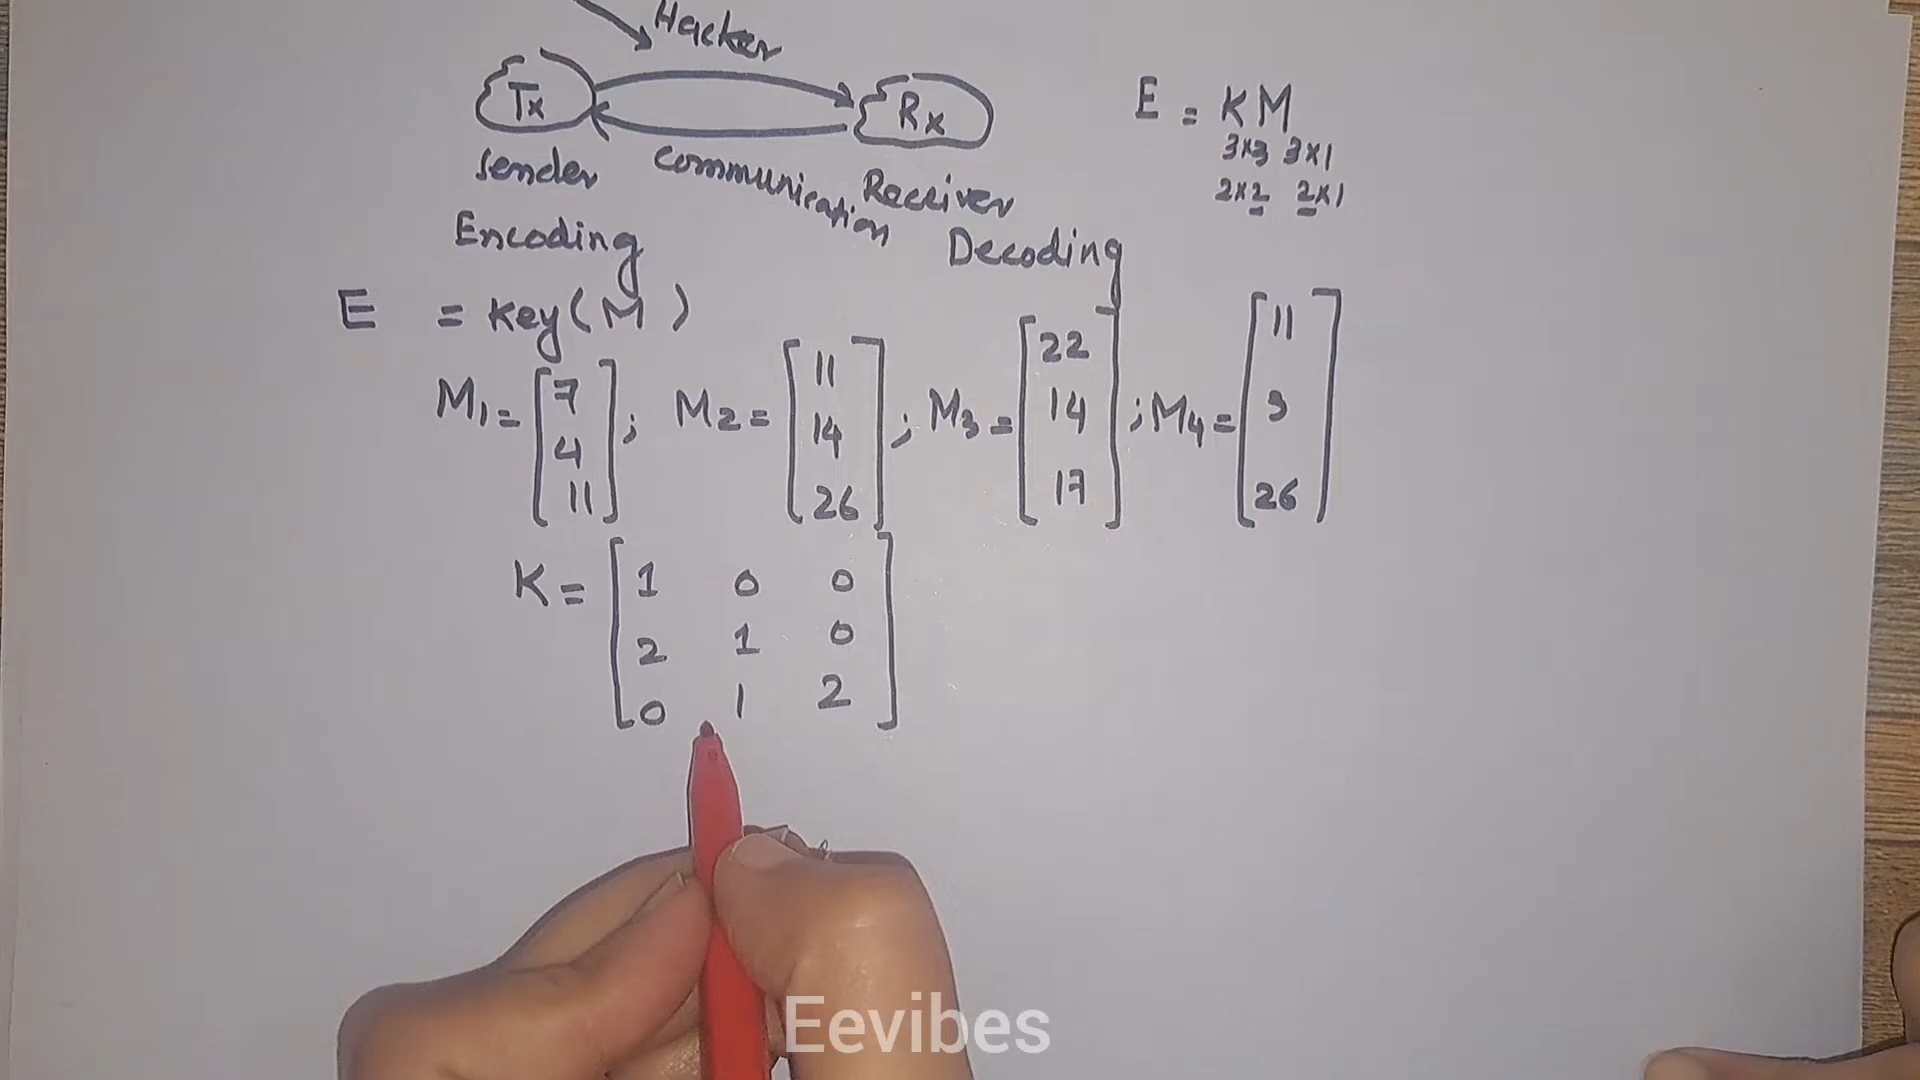 Hacker
Tx
Rx
E = KM
3x3 3x1
2x2 2x1
Sender
communication
Receiver
Encoding
Decoding
E = Key(M)
M1 = [7 4 11] ; M2 = [11 14 26] ; M3 = [22 14 17] ; M4 = [11 9 26]
K = [1 0 0
2 1 0
0 1 2]
Eevibes